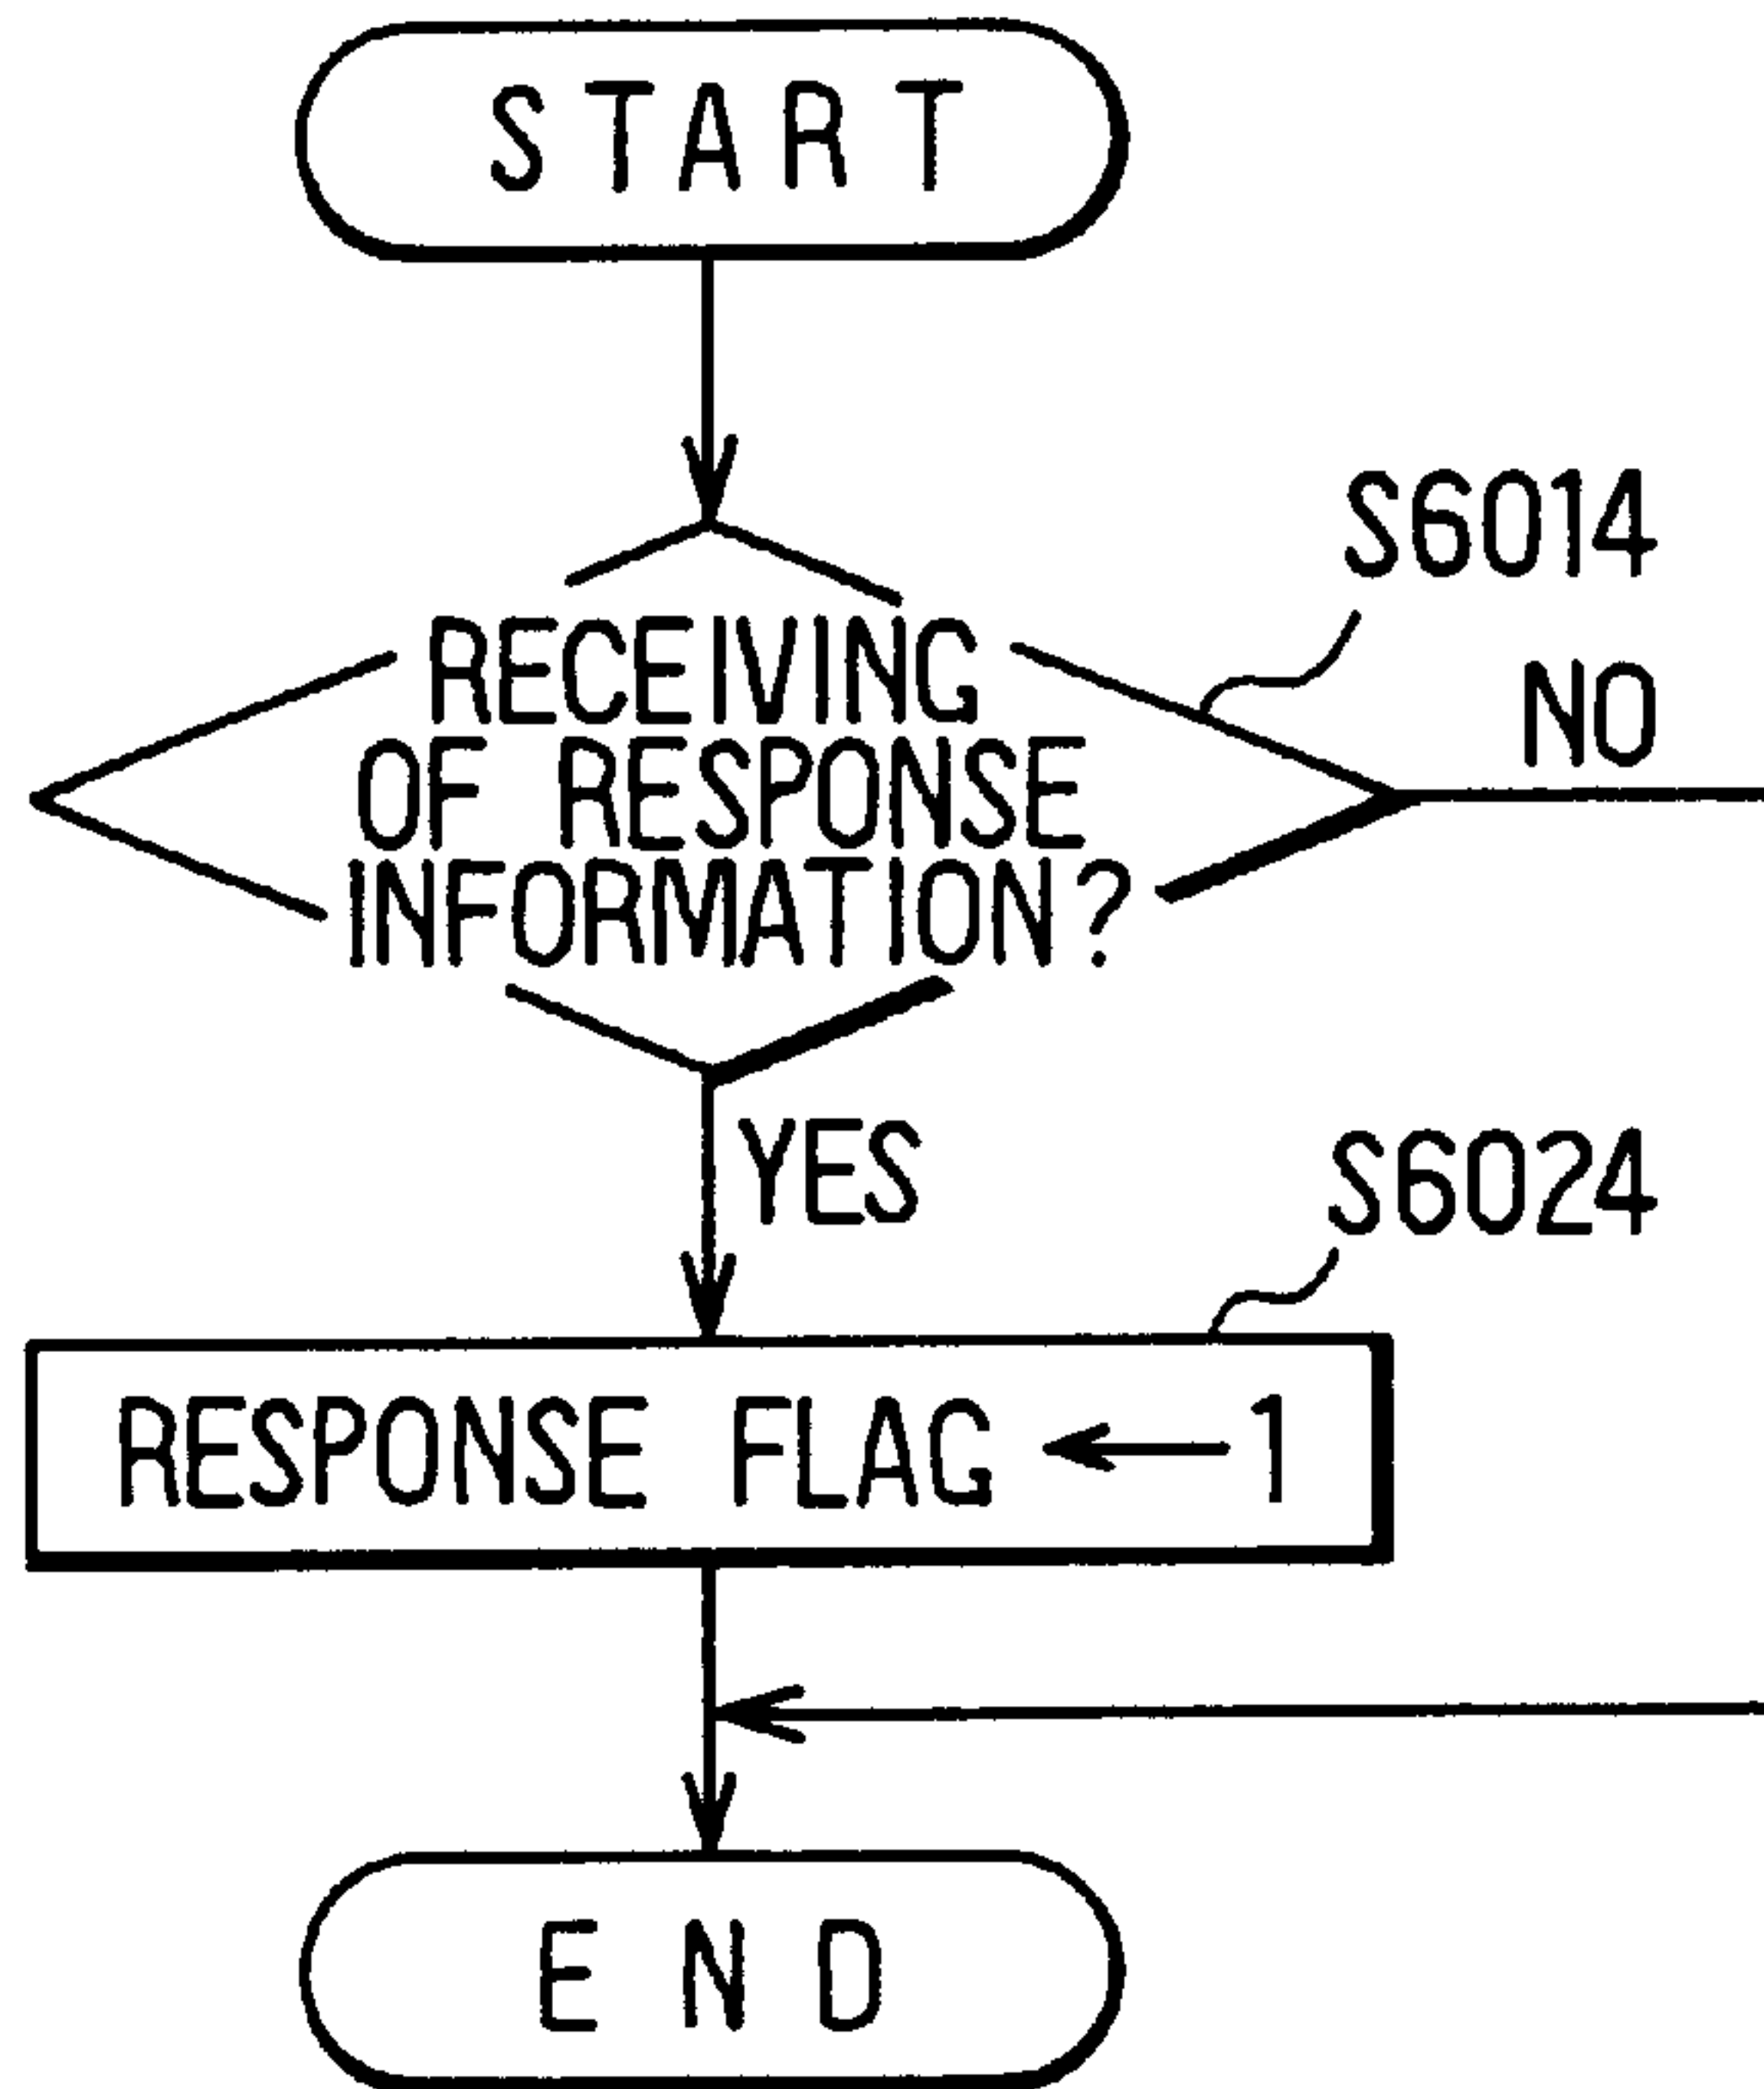 START
S6014
RECEIVING
OF RESPONSE
INFORMATION?
NO
YES
S6024
RESPONSE FLAG ← 1
END